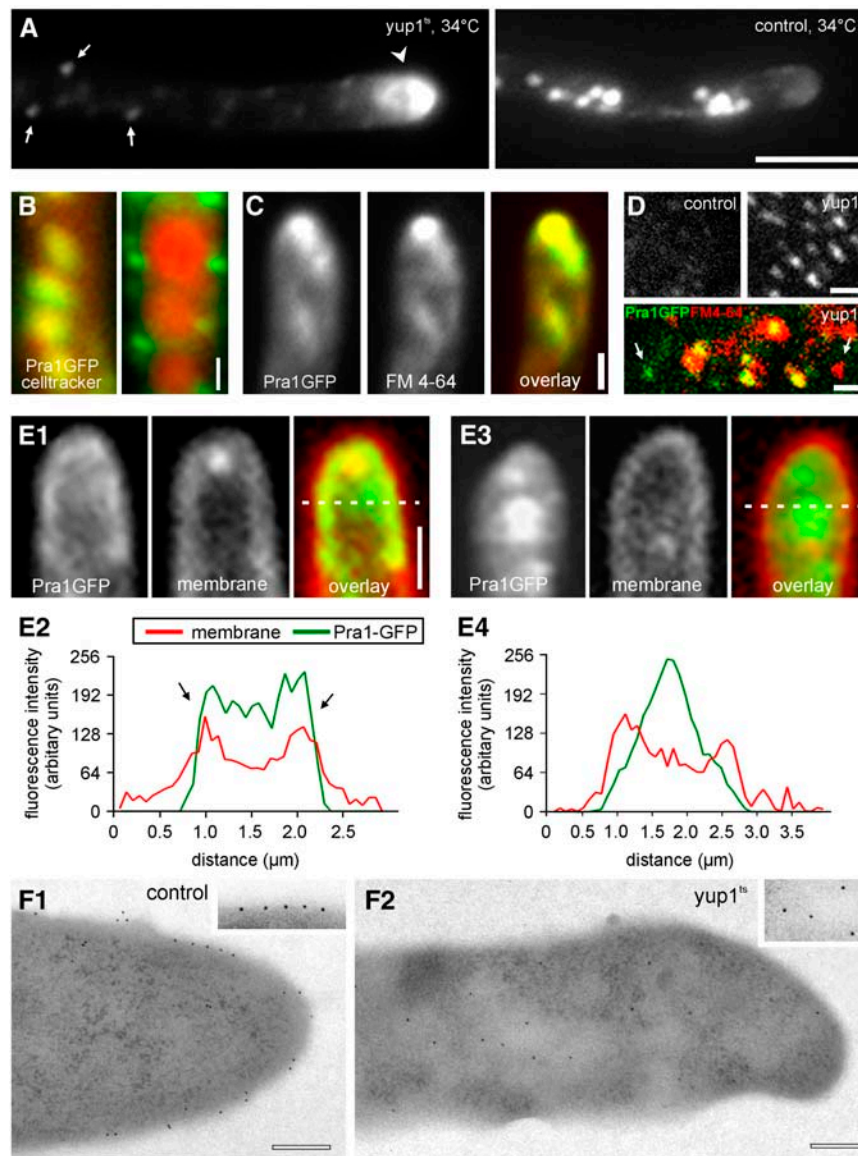 A
yup1ts, 34°C
control, 34°C
B
Pra1GFP
celltracker
C
Pra1GFP
FM 4-64
overlay
D
control
yup1
Pra1GFPFM4-64
yup1
E1
Pra1GFP
membrane
overlay
E3
Pra1GFP
membrane
overlay
E2
membrane
Pra1-GFP
fluorescence intensity
(arbitary units)
256
192
128
64
0
0
0.5
1.0
1.5
2.0
2.5
distance (µm)
E4
fluorescence intensity
(arbitary units)
256
192
128
64
0
0
0.5
1.0
1.5
2.0
2.5
3.0
3.5
distance (µm)
F1
control
F2
yup1ts